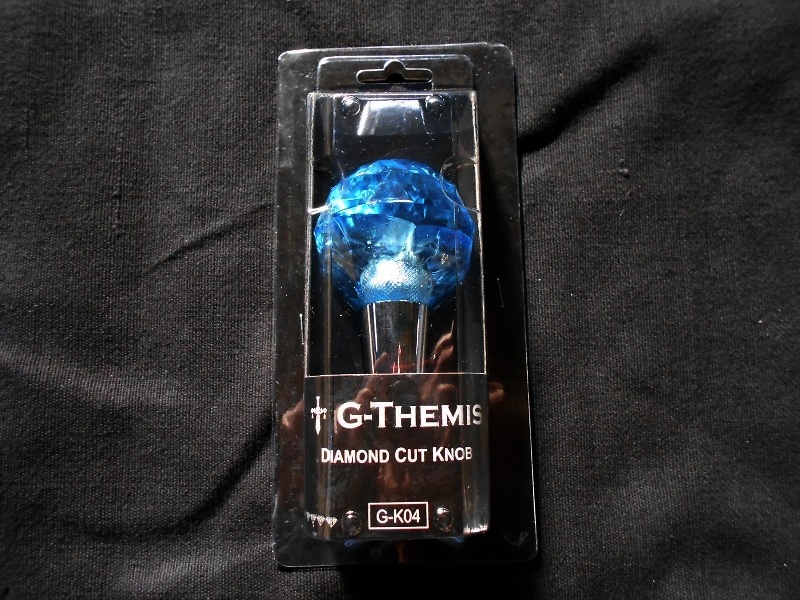 G-THEMIS
DIAMOND CUT KNOB
G-K04